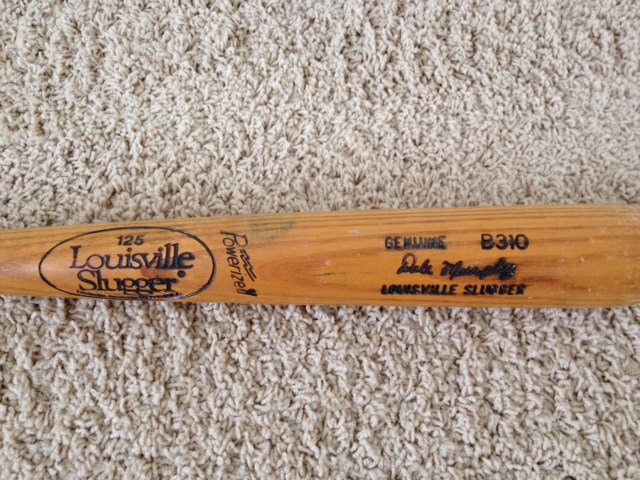 125
Louisville
Slugger
Powerized
GENUINE B310
Dale Murphy
LOUISVILLE SLUGGER